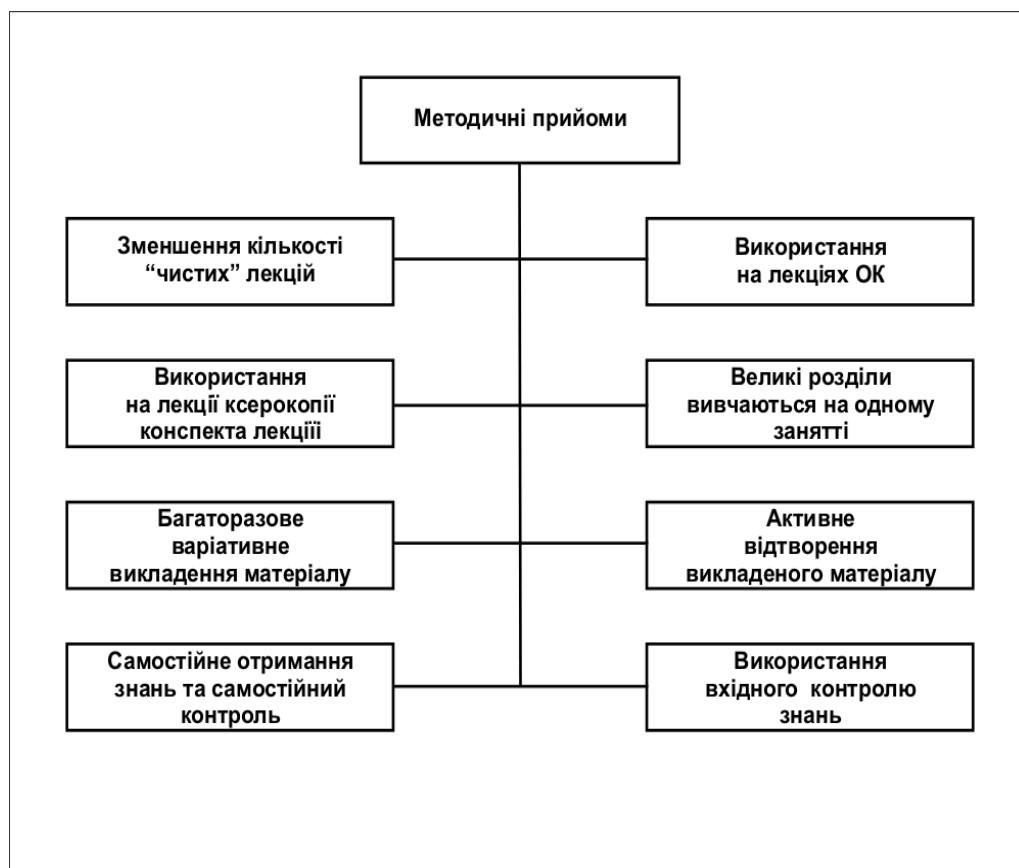 Методичні прийоми
Зменшення кількості
“чистих” лекцій
Використання
на лекціях ОК
Використання
на лекції ксерокопії
конспекта лекціїі
Великі розділи
вивчаються на одному
занятті
Багаторазове
варіативне
викладення матеріалу
Активне
відтворення
викладеного матеріалу
Самостійне отримання
знань та самостійний
контроль
Використання
вхідного контролю
знань